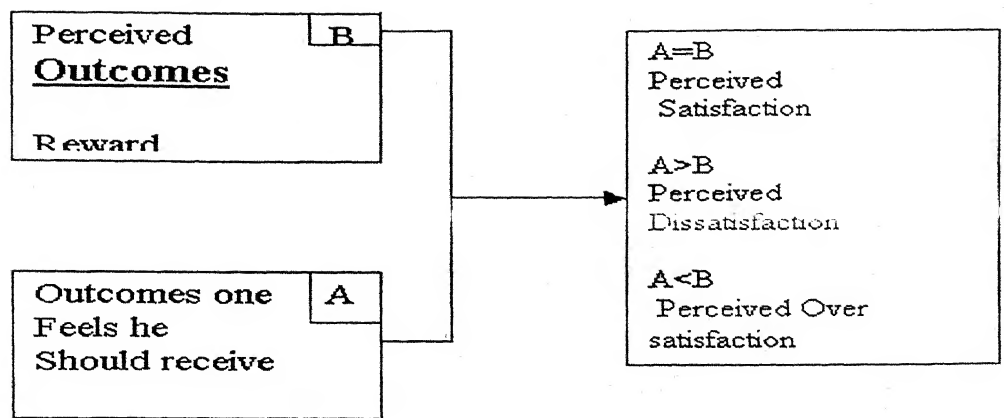 Perceived B
Outcomes
Reward
Outcomes one A
Feels he
Should receive
A=B
Perceived
Satisfaction
A>B
Perceived
Dissatisfaction
A<B
Perceived Over
satisfaction